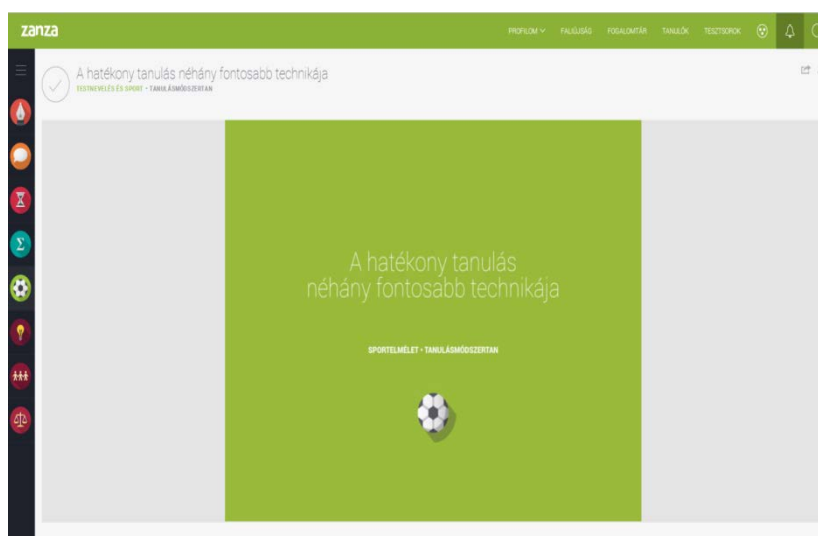 zanza
PROFILOM FALIÚJSÁG FOGALOMTÁR TANULÓK TESZTSOROK
A hatékony tanulás néhány fontosabb technikája
TESTNEVELÉS ÉS SPORT • TANULÁSMÓDSZERTAN
Σ
A hatékony tanulás
néhány fontosabb technikája
SPORTELMÉLET • TANULÁSMÓDSZERTAN